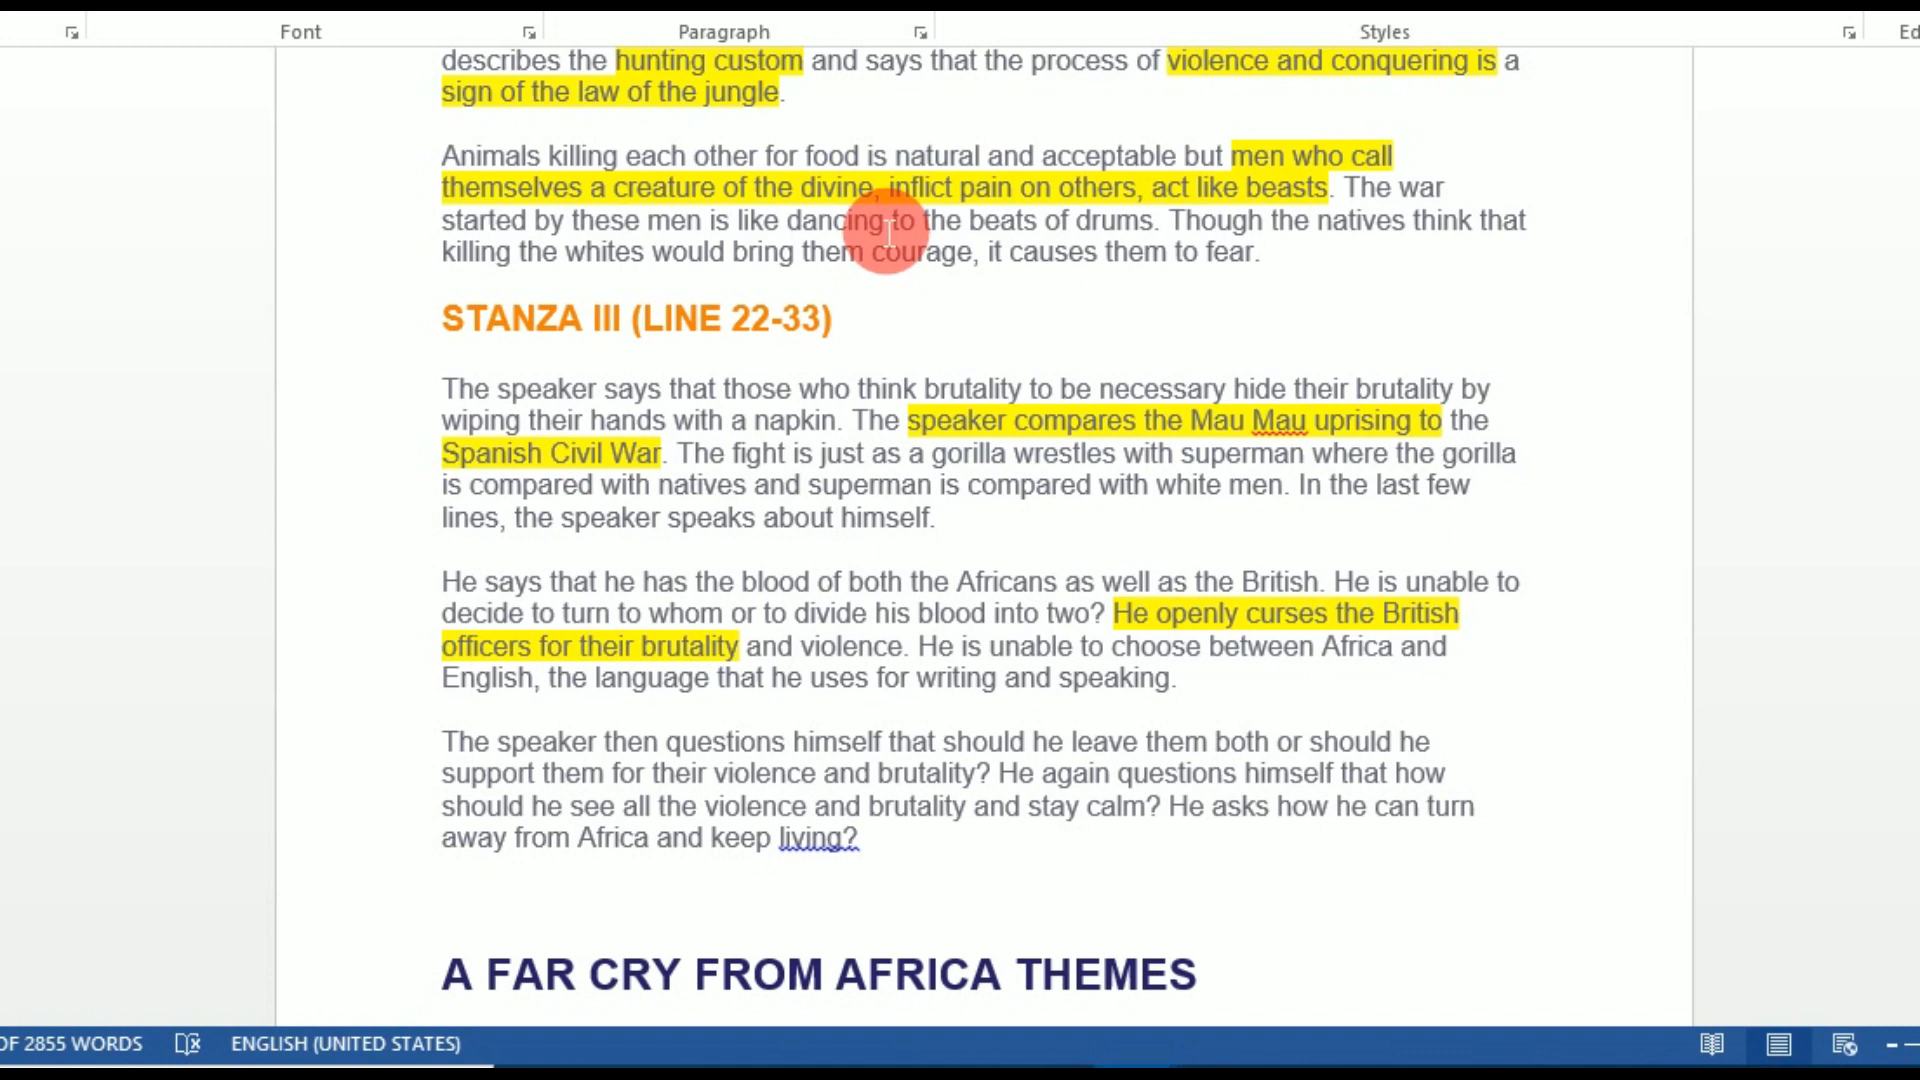 Font
Paragraph
Styles
Ed
describes the hunting custom and says that the process of violence and conquering is a
sign of the law of the jungle.
Animals killing each other for food is natural and acceptable but men who call
themselves a creature of the divine, inflict pain on others, act like beasts. The war
started by these men is like dancing to the beats of drums. Though the natives think that
killing the whites would bring them courage, it causes them to fear.
STANZA III (LINE 22-33)
The speaker says that those who think brutality to be necessary hide their brutality by
wiping their hands with a napkin. The speaker compares the Mau Mau uprising to the
Spanish Civil War. The fight is just as a gorilla wrestles with superman where the gorilla
is compared with natives and superman is compared with white men. In the last few
lines, the speaker speaks about himself.
He says that he has the blood of both the Africans as well as the British. He is unable to
decide to turn to whom or to divide his blood into two? He openly curses the British
officers for their brutality and violence. He is unable to choose between Africa and
English, the language that he uses for writing and speaking.
The speaker then questions himself that should he leave them both or should he
support them for their violence and brutality? He again questions himself that how
should he see all the violence and brutality and stay calm? He asks how he can turn
away from Africa and keep living?
A FAR CRY FROM AFRICA THEMES
OF 2855 WORDS
ENGLISH (UNITED STATES)